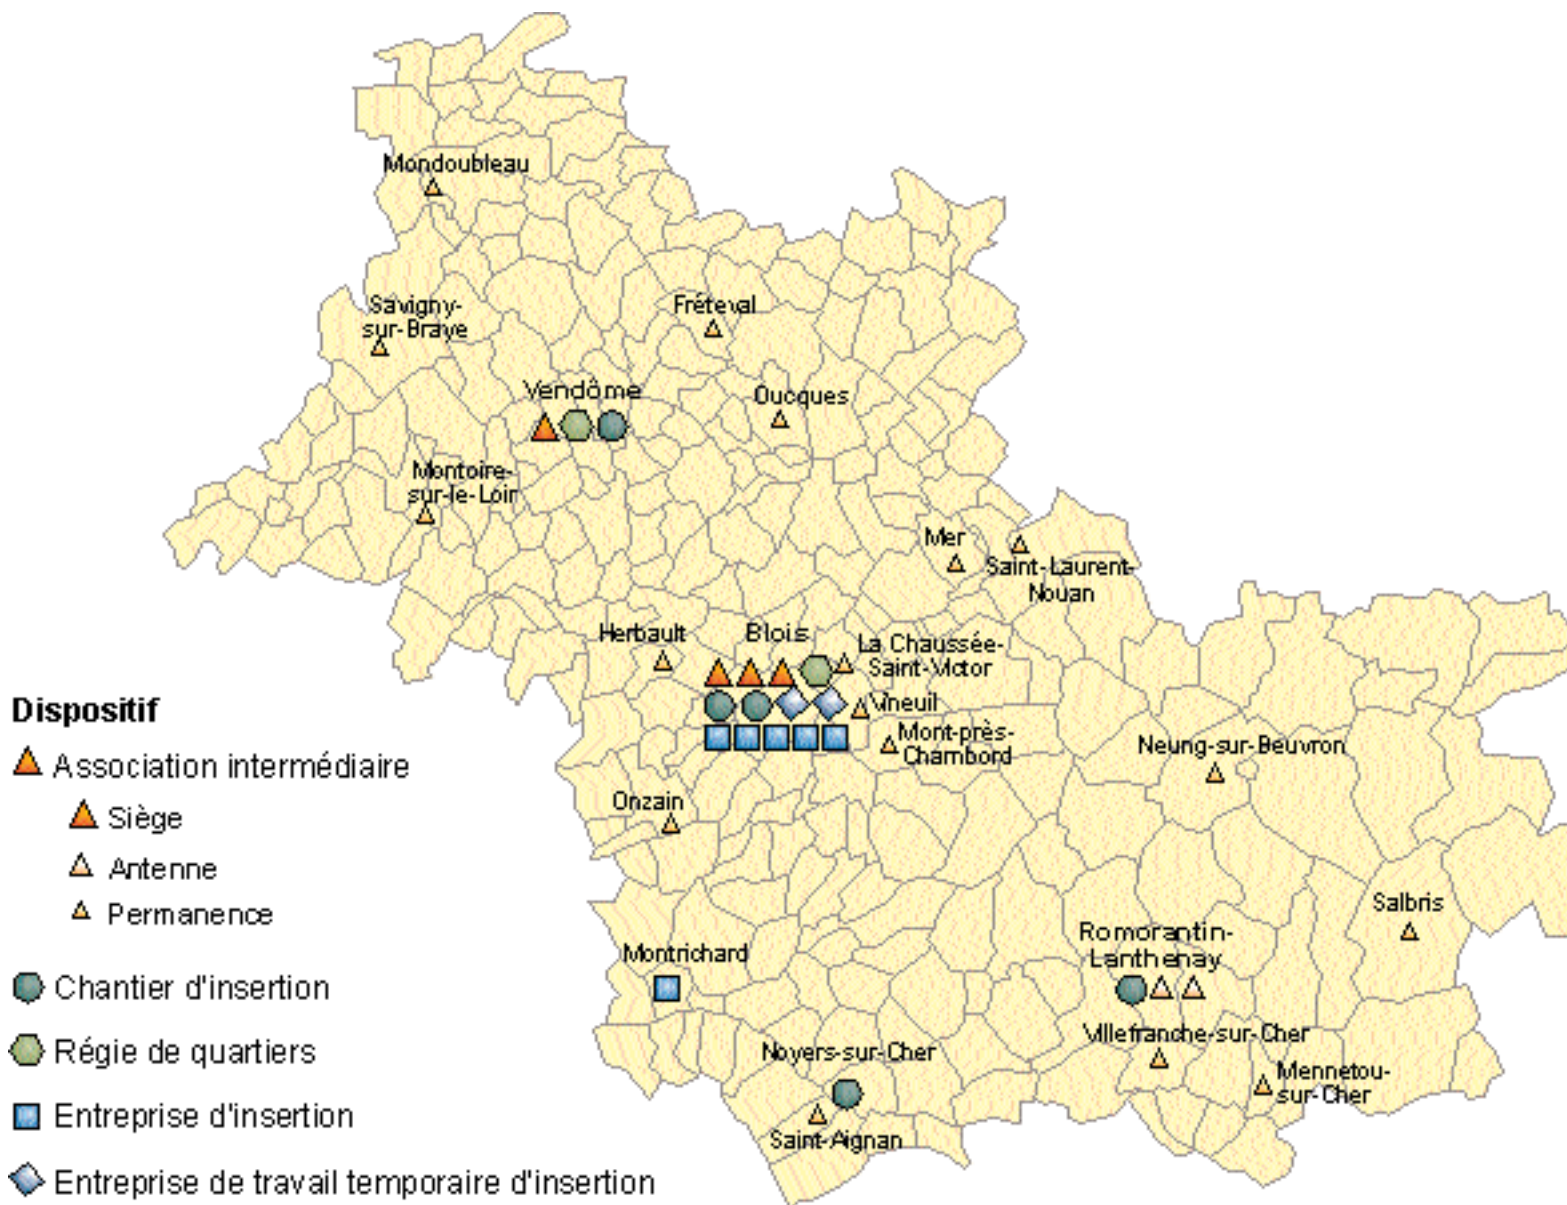 Mondoubleau
Savigny-
sur-Braye
Fréteval
Vendôme
Oucques
Montoire-
sur-le-Loir
Mer
Saint-Laurent-
Nouan
Herbault
Blois
La Chaussée-
Saint-Victor
Vineuil
Mont-près-
Chambord
Neung-sur-Beuvron
Onzain
Salbris
Romorantin-
Lanthenay
Montrichard
Villefranche-sur-Cher
Noyers-sur-Cher
Mennetou-
sur-Cher
Saint-Aignan
Dispositif
Association intermédiaire
Siège
Antenne
Permanence
Chantier d'insertion
Régie de quartiers
Entreprise d'insertion
Entreprise de travail temporaire d'insertion